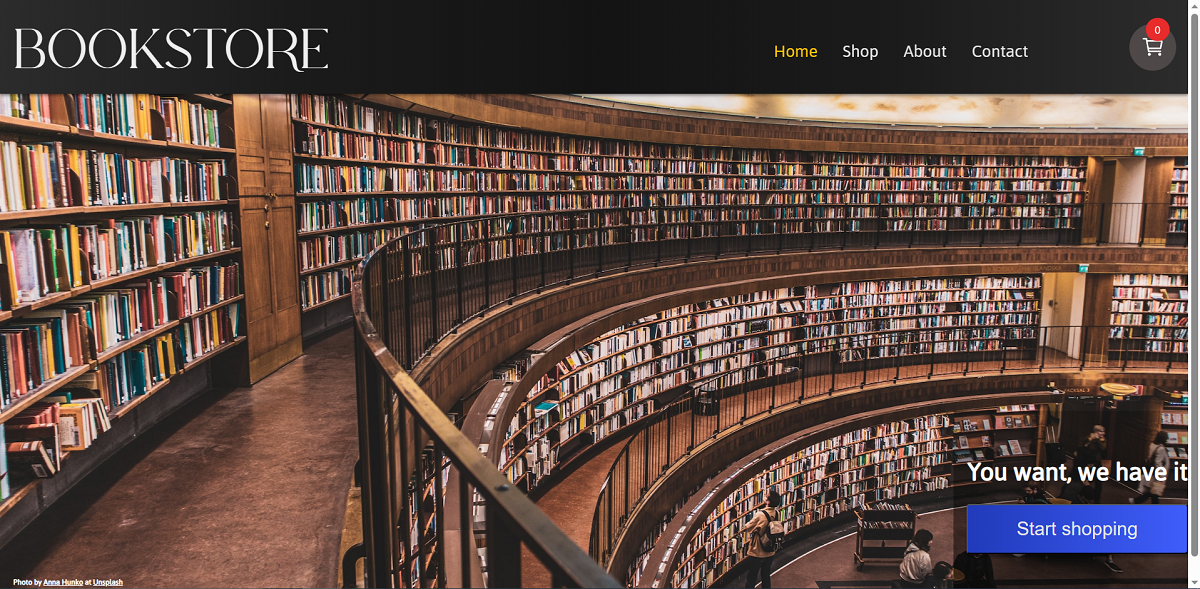 BOOKSTORE
Home Shop About Contact
0
You want, we have it
Start shopping
Photo by Anna Hunko at Unsplash